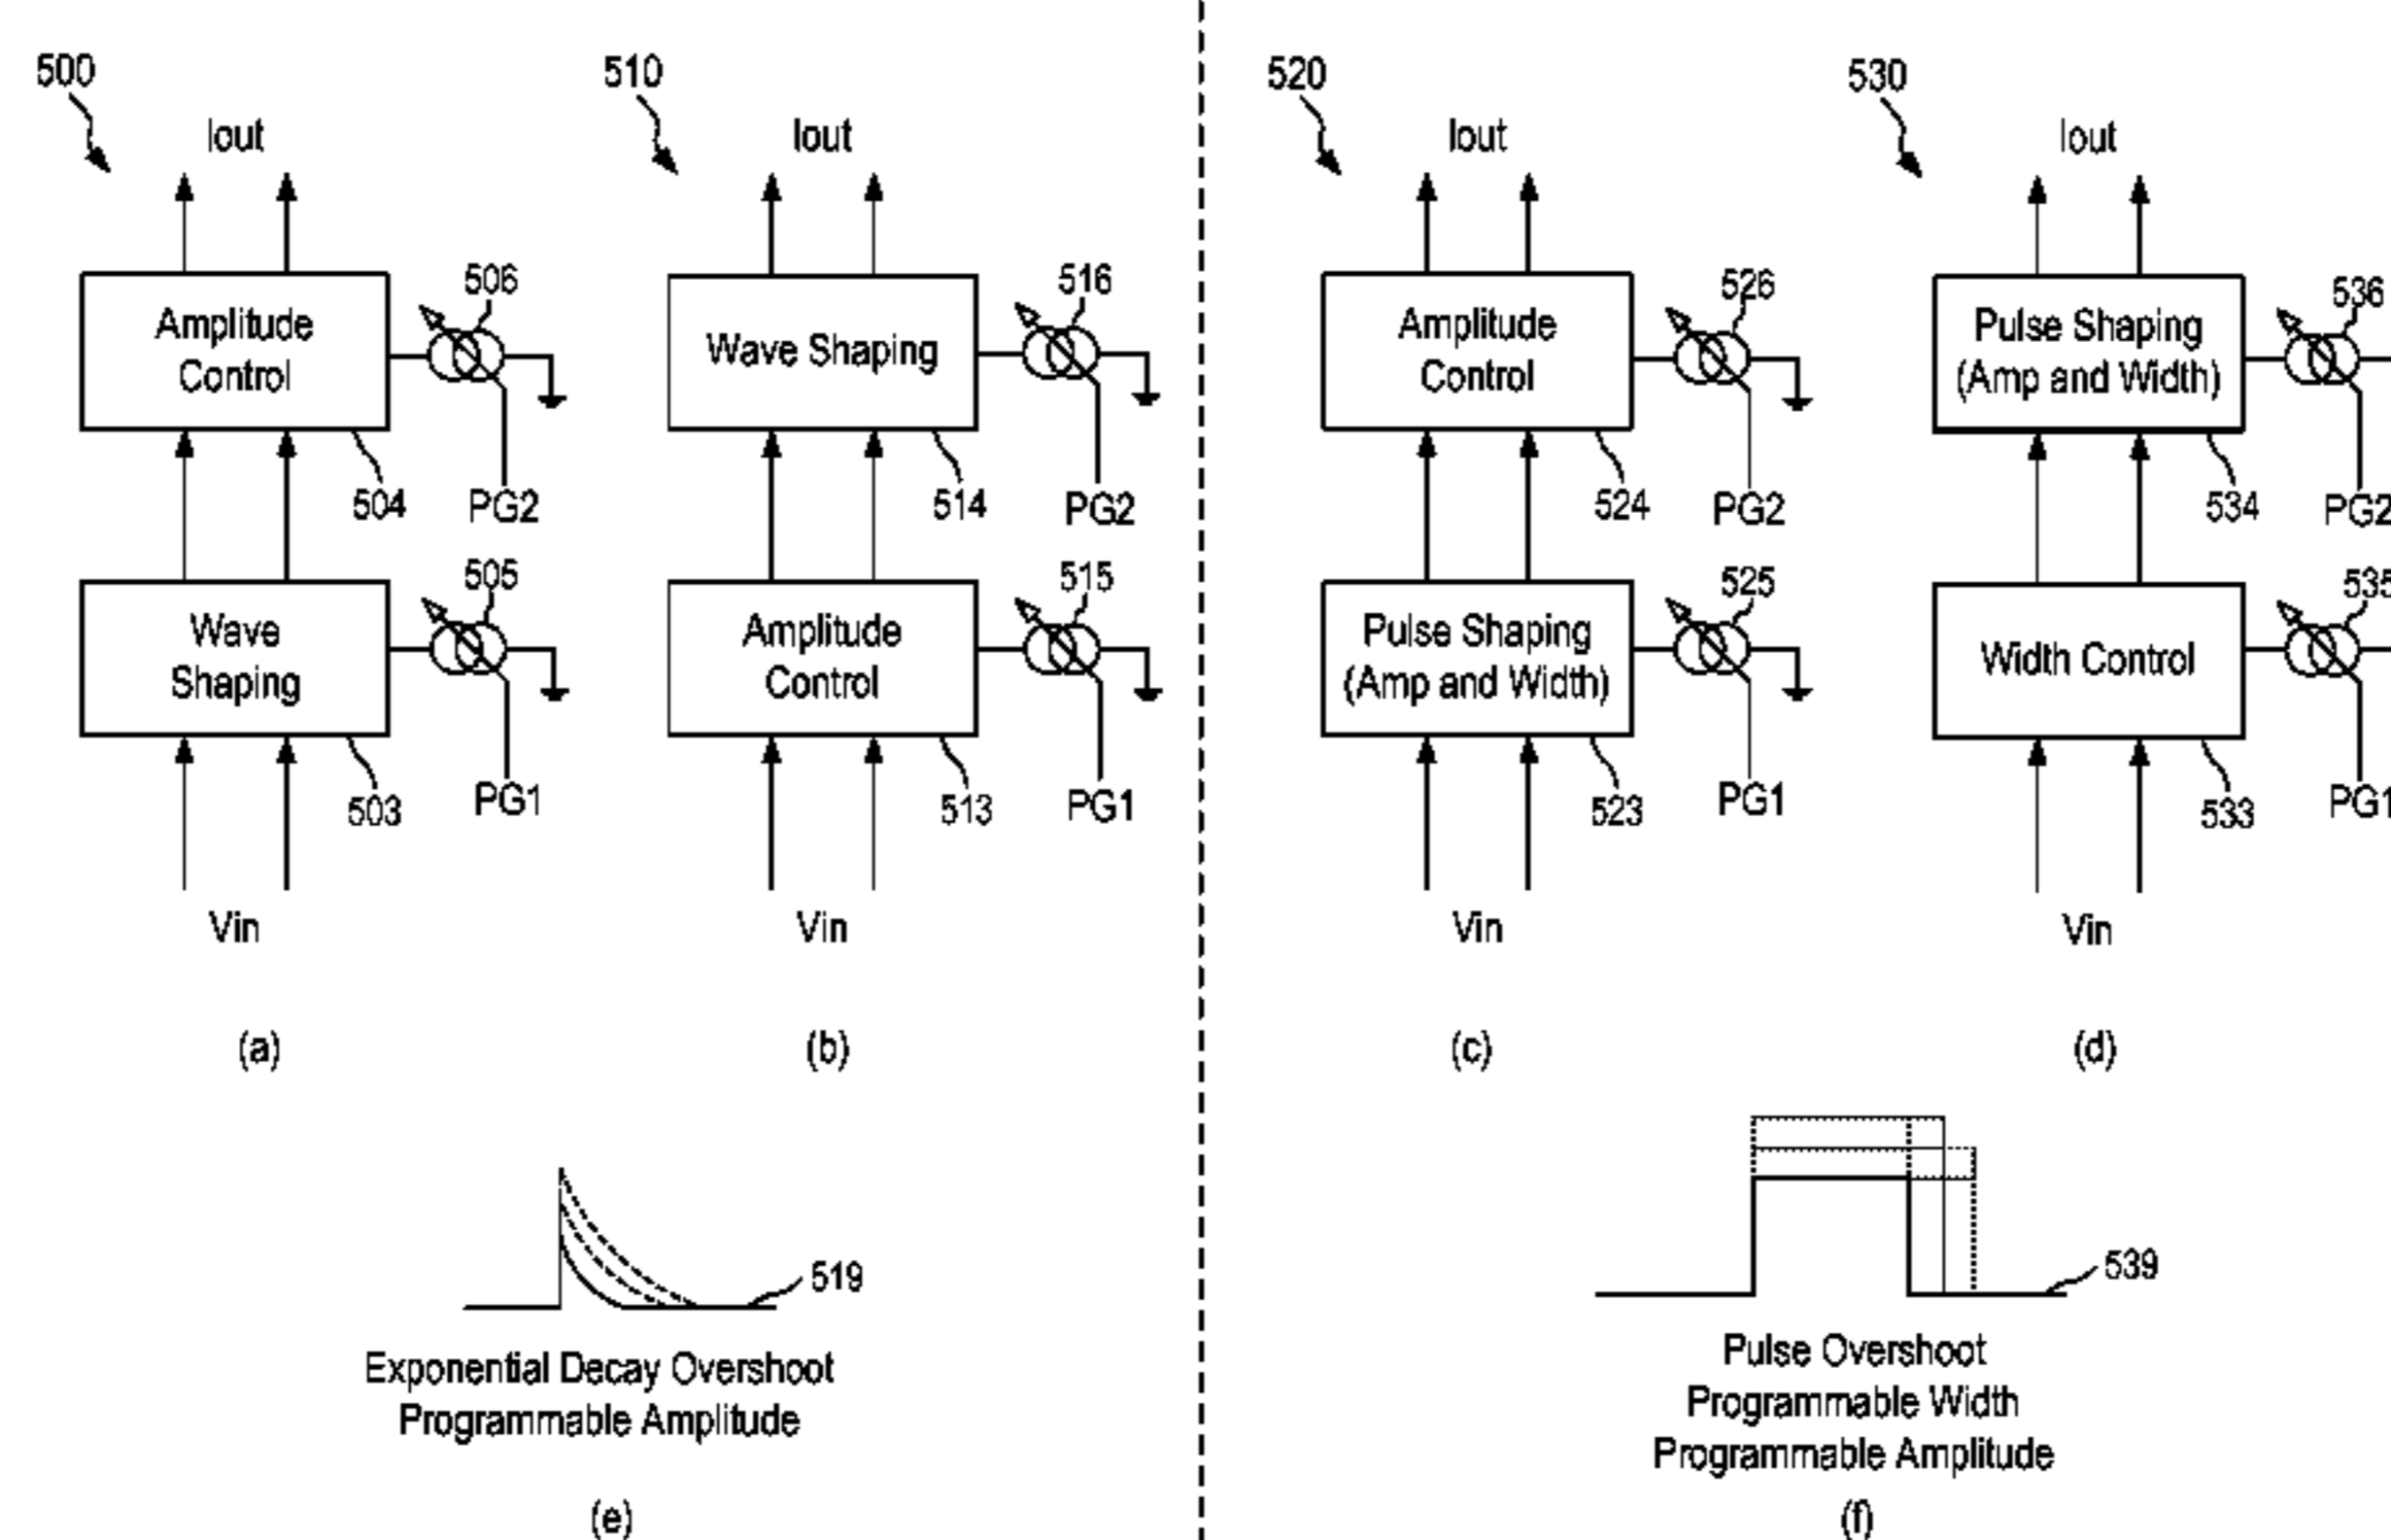 500
Iout
506
Amplitude
Control
504
PG2
505
Wave
Shaping
503
PG1
Vin
(a)
510
Iout
516
Wave Shaping
514
PG2
515
Amplitude
Control
513
PG1
Vin
(b)
519
Exponential Decay Overshoot
Programmable Amplitude
(e)
520
Iout
526
Amplitude
Control
524
PG2
525
Pulse Shaping
(Amp and Width)
523
PG1
Vin
(c)
530
Iout
536
Pulse Shaping
(Amp and Width)
534
PG2
535
Width Control
533
PG1
Vin
(d)
539
Pulse Overshoot
Programmable Width
Programmable Amplitude
(f)